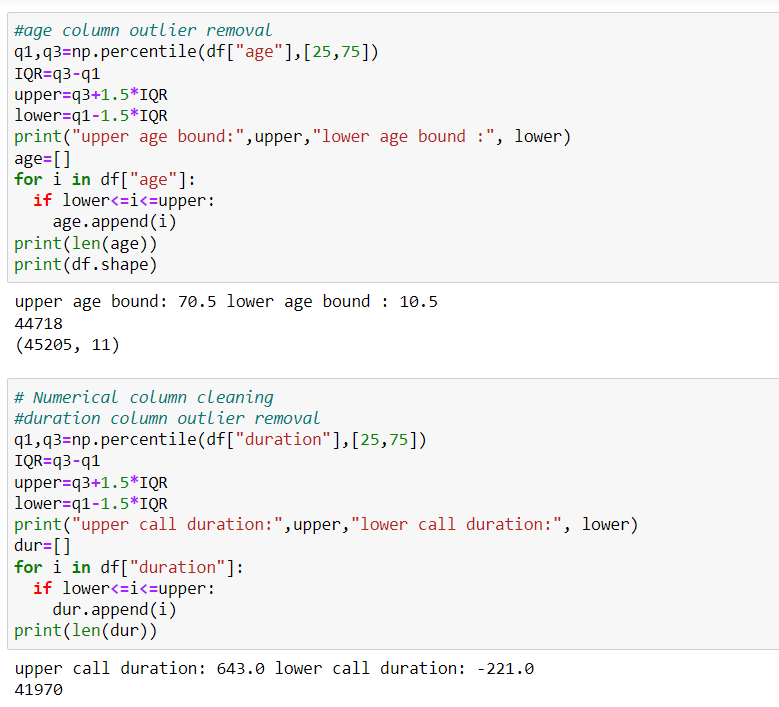 #age column outlier removal
q1,q3=np.percentile(df["age"],[25,75])
IQR=q3-q1
upper=q3+1.5*IQR
lower=q1-1.5*IQR
print("upper age bound:",upper,"lower age bound :", lower)
age=[]
for i in df["age"]:
  if lower<=i<=upper:
    age.append(i)
print(len(age))
print(df.shape)
upper age bound: 70.5 lower age bound : 10.5
44718
(45205, 11)
# Numerical column cleaning
#duration column outlier removal
q1,q3=np.percentile(df["duration"],[25,75])
IQR=q3-q1
upper=q3+1.5*IQR
lower=q1-1.5*IQR
print("upper call duration:",upper,"lower call duration:", lower)
dur=[]
for i in df["duration"]:
  if lower<=i<=upper:
    dur.append(i)
print(len(dur))
upper call duration: 643.0 lower call duration: -221.0
41970